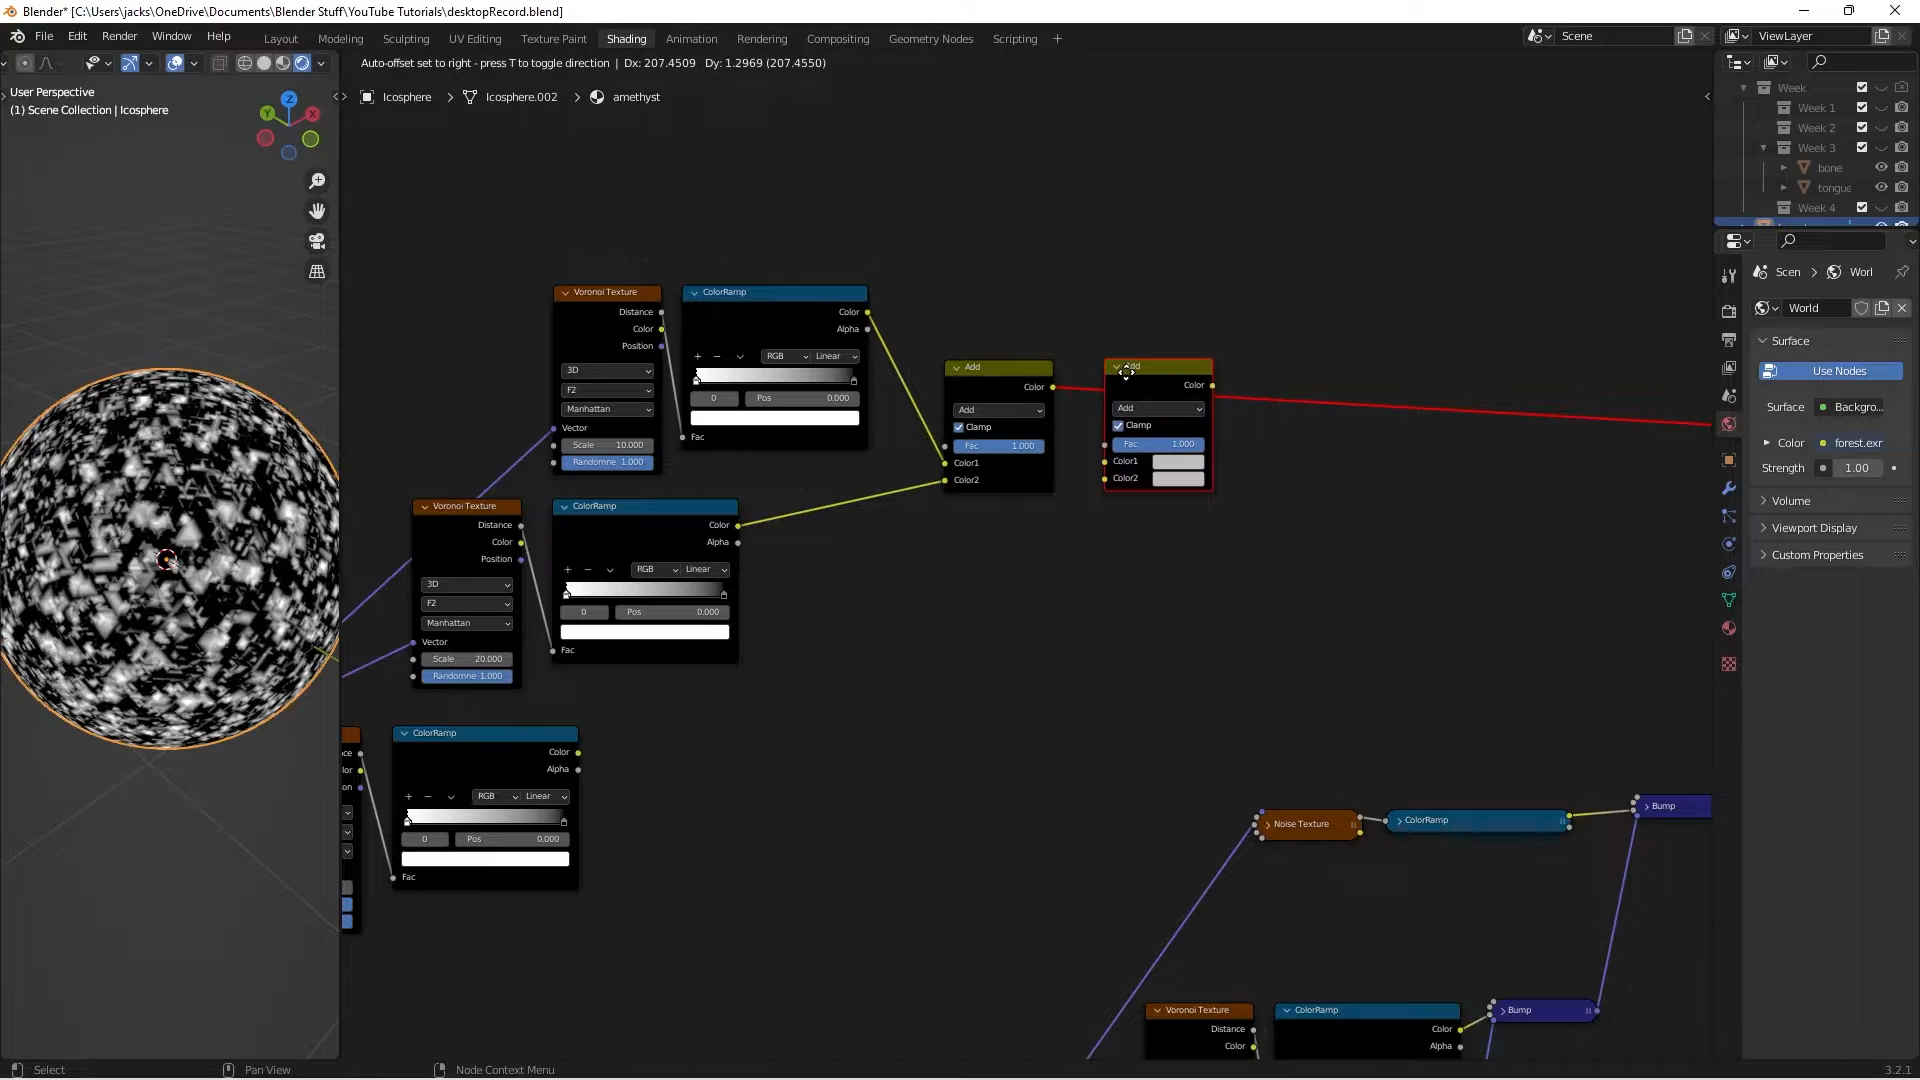 Blender* [C:\Users\jacks\OneDrive\Documents\Blender Stuff\YouTube Tutorials\desktopRecord.blend]
File Edit Render Window Help Layout Modeling Sculpting UV Editing Texture Paint Shading Animation Rendering Compositing Geometry Nodes Scripting + Scene ViewLayer
Auto-offset set to right - press T to toggle direction | Dx: 207.4509 Dy: 1.2969 (207.4550)
User Perspective
(1) Scene Collection | Icosphere
Z
Y
X
Icosphere > Icosphere.002 > amethyst
Week
Week 1
Week 2
Week 3
bone
tongue
Week 4
Scen > Worl
World
Surface
Use Nodes
Surface Backgro...
Color forest.exr
Strength 1.00
Volume
Viewport Display
Custom Properties
Voronoi Texture
Distance
Color
Position
3D
F2
Manhattan
Vector
Scale 10.000
Randomne 1.000
ColorRamp
Color
Alpha
RGB Linear
0 Pos 0.000
Fac
Add
Color
Add
Clamp
Fac 1.000
Color1
Color2
Color
Add
Clamp
Fac 1.000
Color1
Color2
Voronoi Texture
Distance
Color
Position
3D
F2
Manhattan
Vector
Scale 20.000
Randomne 1.000
ColorRamp
Color
Alpha
RGB Linear
0 Pos 0.000
Fac
ce
lor
on
ColorRamp
Color
Alpha
RGB Linear
0 Pos 0.000
Fac
Noise Texture
ColorRamp
Bump
Voronoi Texture
Distance
Color
ColorRamp
Color
Alpha
Bump
Select Pan View Node Context Menu 3.2.1